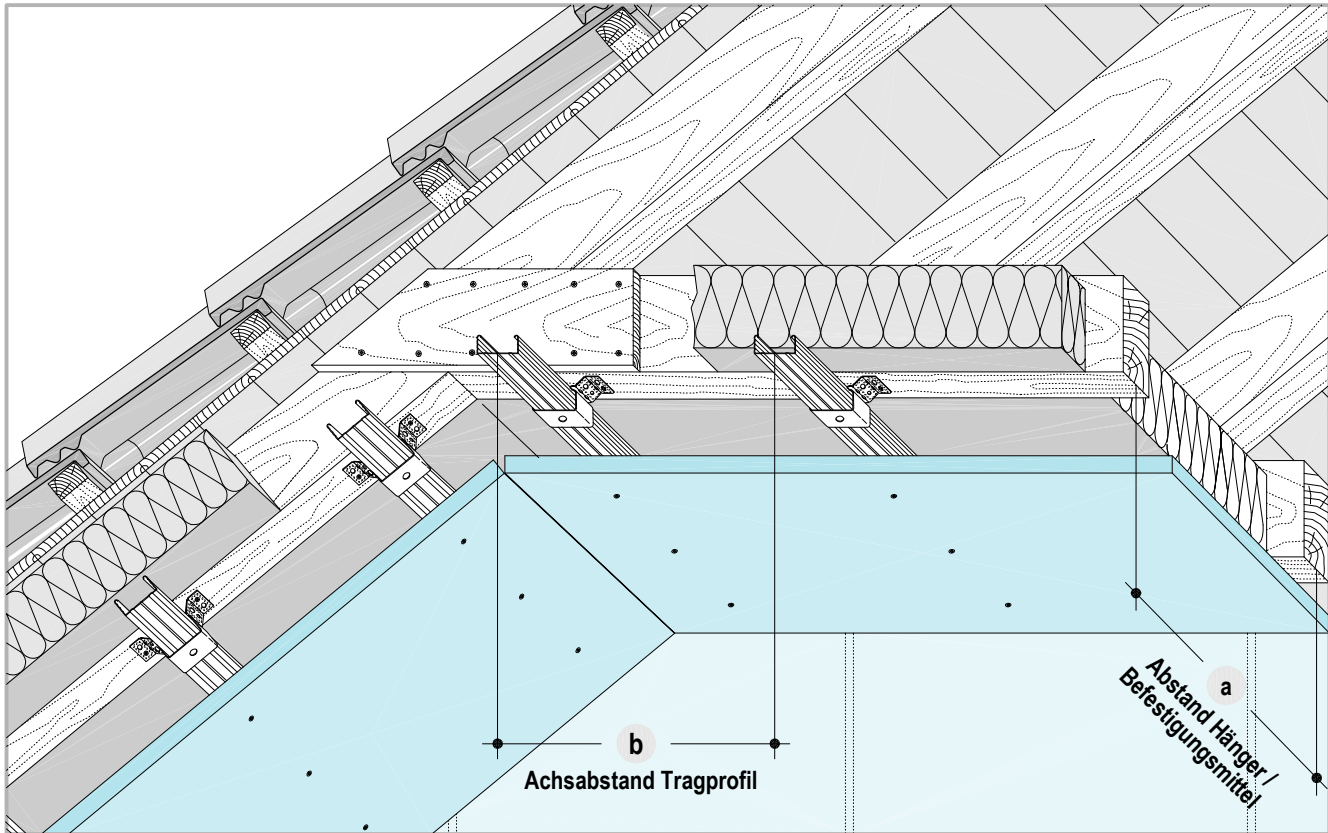 a
Abstand Hänger /
Befestigungsmittel
b
Achsabstand Tragprofil